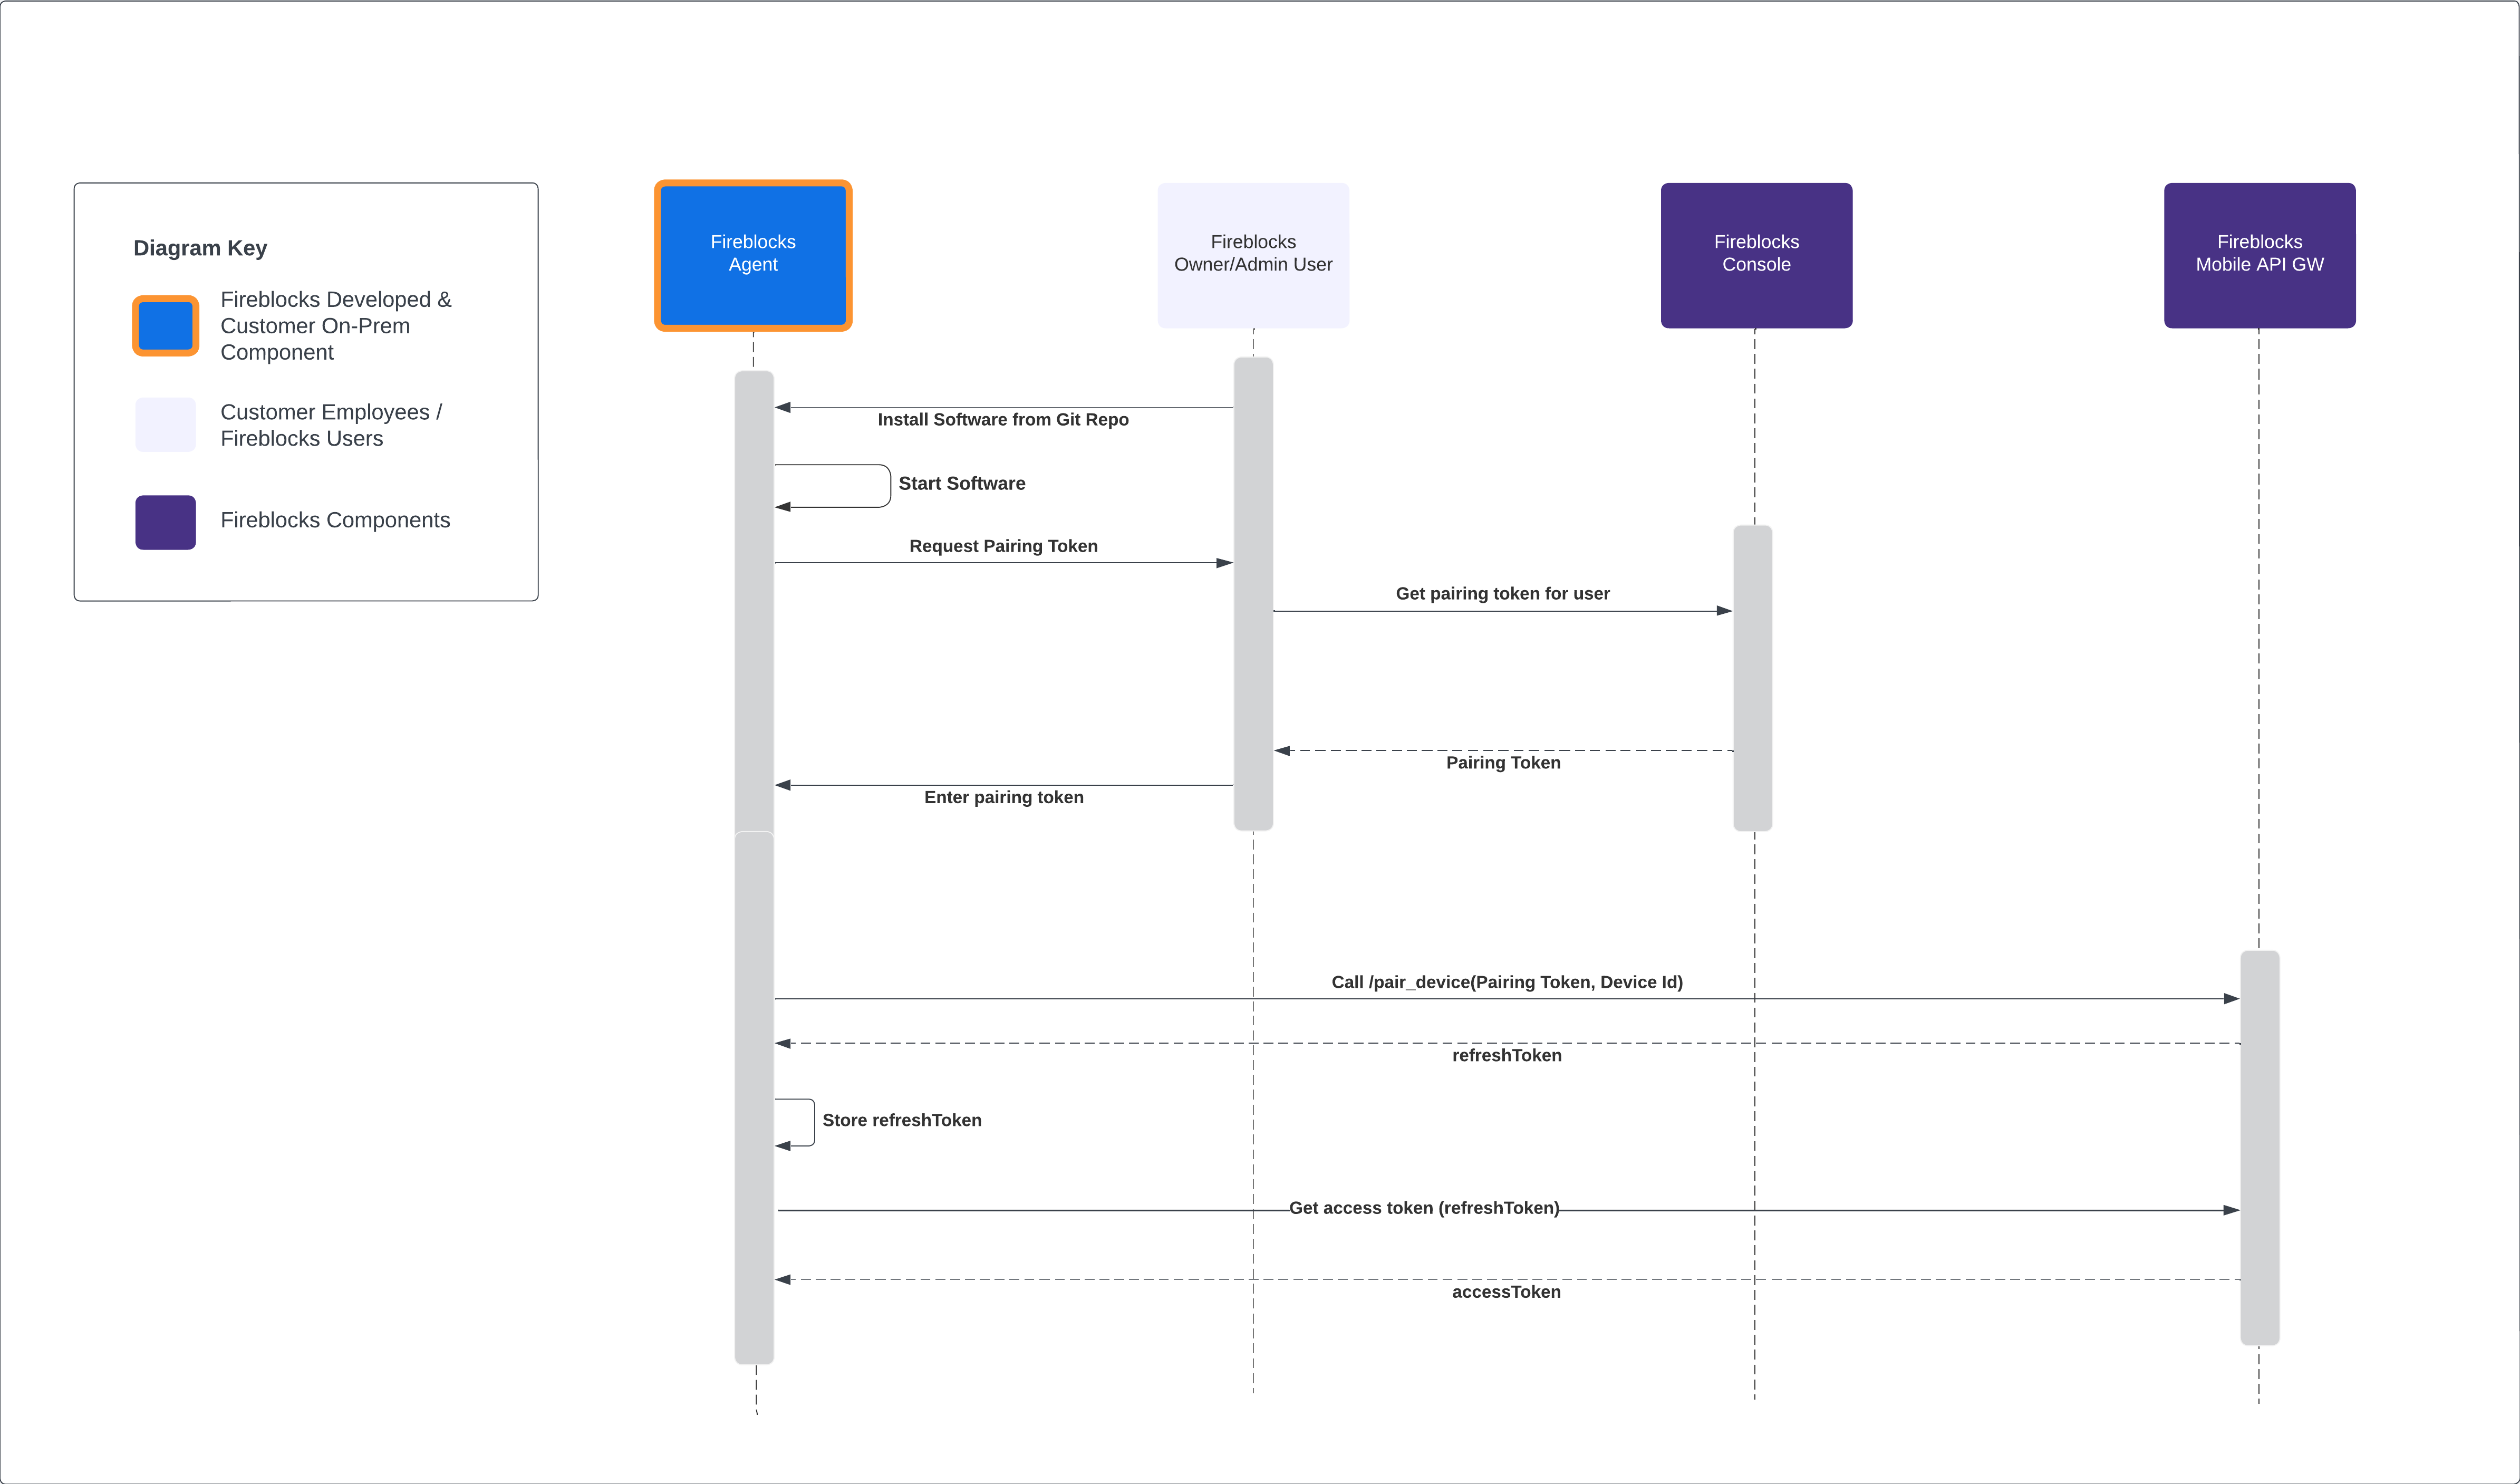 Diagram Key
Fireblocks Developed &
Customer On-Prem
Component
Customer Employees /
Fireblocks Users
Fireblocks Components
Fireblocks
Agent
Fireblocks
Owner/Admin User
Fireblocks
Console
Fireblocks
Mobile API GW
Install Software from Git Repo
Start Software
Request Pairing Token
Get pairing token for user
Pairing Token
Enter pairing token
Call /pair_device(Pairing Token, Device Id)
refreshToken
Store refreshToken
Get access token (refreshToken)
accessToken